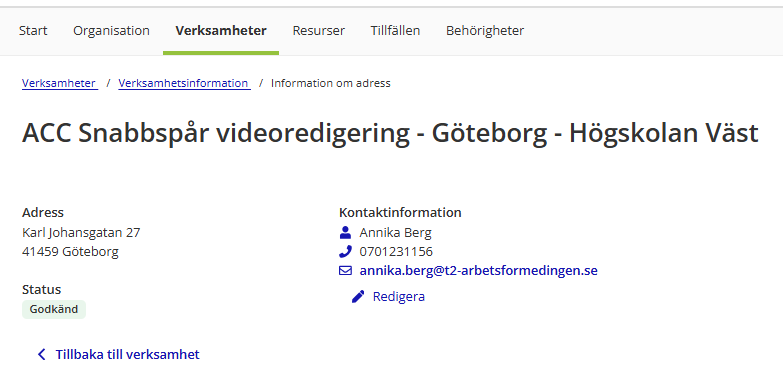 Start Organisation Verksamheter Resurser Tillfällen Behörigheter
Verksamheter / Verksamhetsinformation / Information om adress
ACC Snabbspår videoredigering - Göteborg - Högskolan Väst
Adress
Karl Johansgatan 27
41459 Göteborg
Status
Godkänd
Kontaktinformation
Annika Berg
0701231156
annika.berg@t2-arbetsformedingen.se
Redigera
Tillbaka till verksamhet